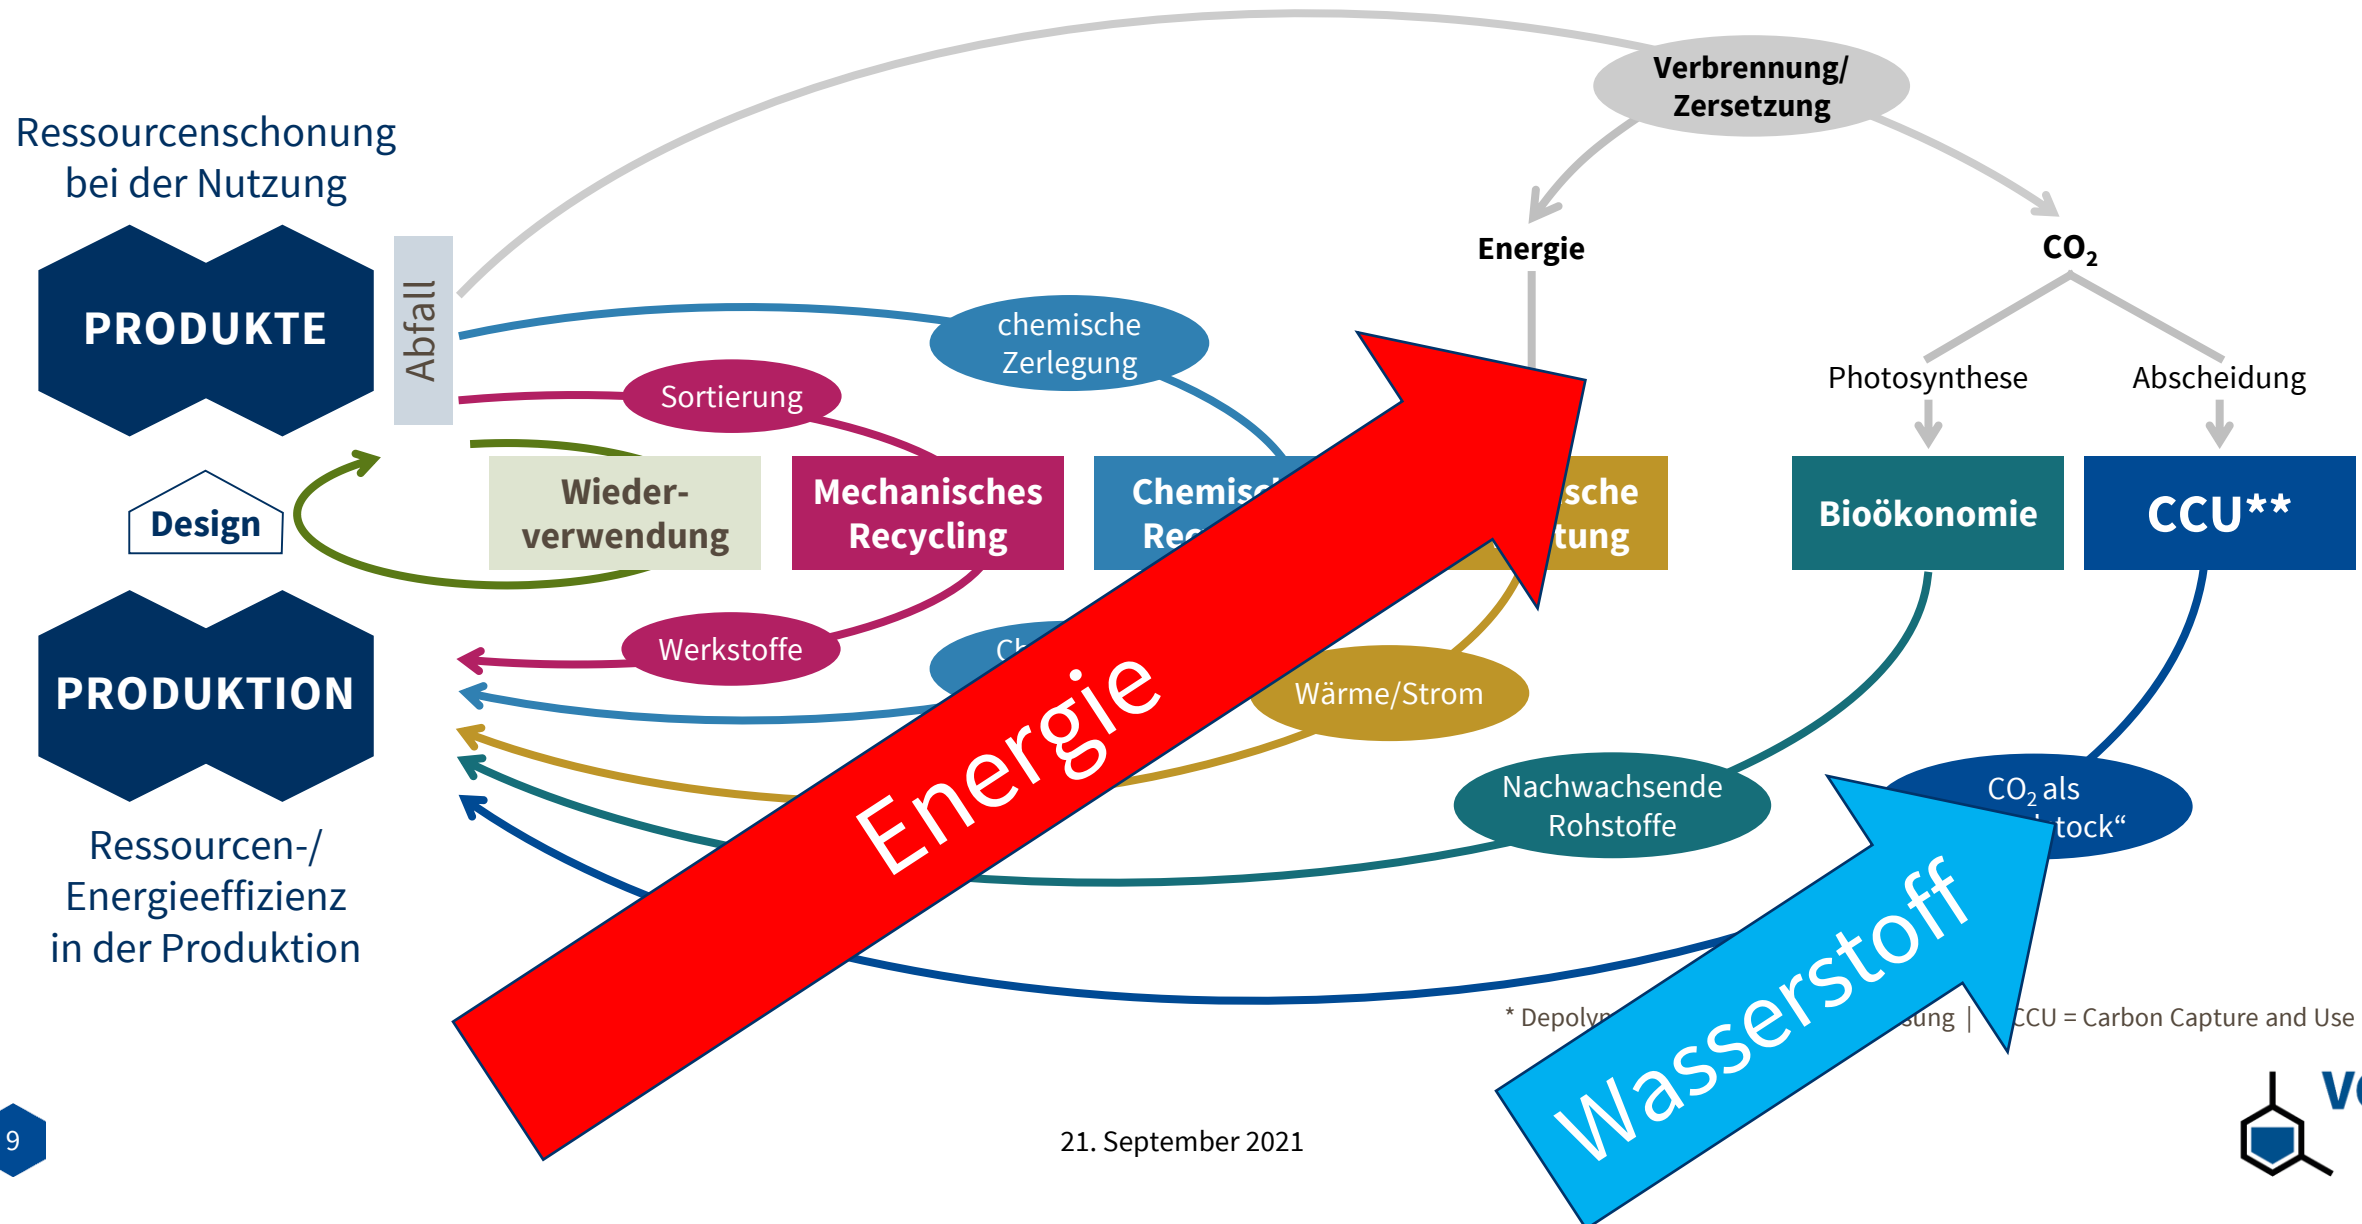 Verbrennung/
Zersetzung
Ressourcenschonung
bei der Nutzung
Energie
CO₂
PRODUKTE
Abfall
chemische
Zerlegung
Sortierung
Photosynthese
Abscheidung
Design
Wieder-
verwendung
Mechanisches
Recycling
Bioökonomie
CCU**
Werkstoffe
PRODUKTION
Wärme/Strom
Energie
Nachwachsende
Rohstoffe
CO₂ als
Ressourcen-/
Energieeffizienz
in der Produktion
Wasserstoff
CCU = Carbon Capture and Use
9
21. September 2021